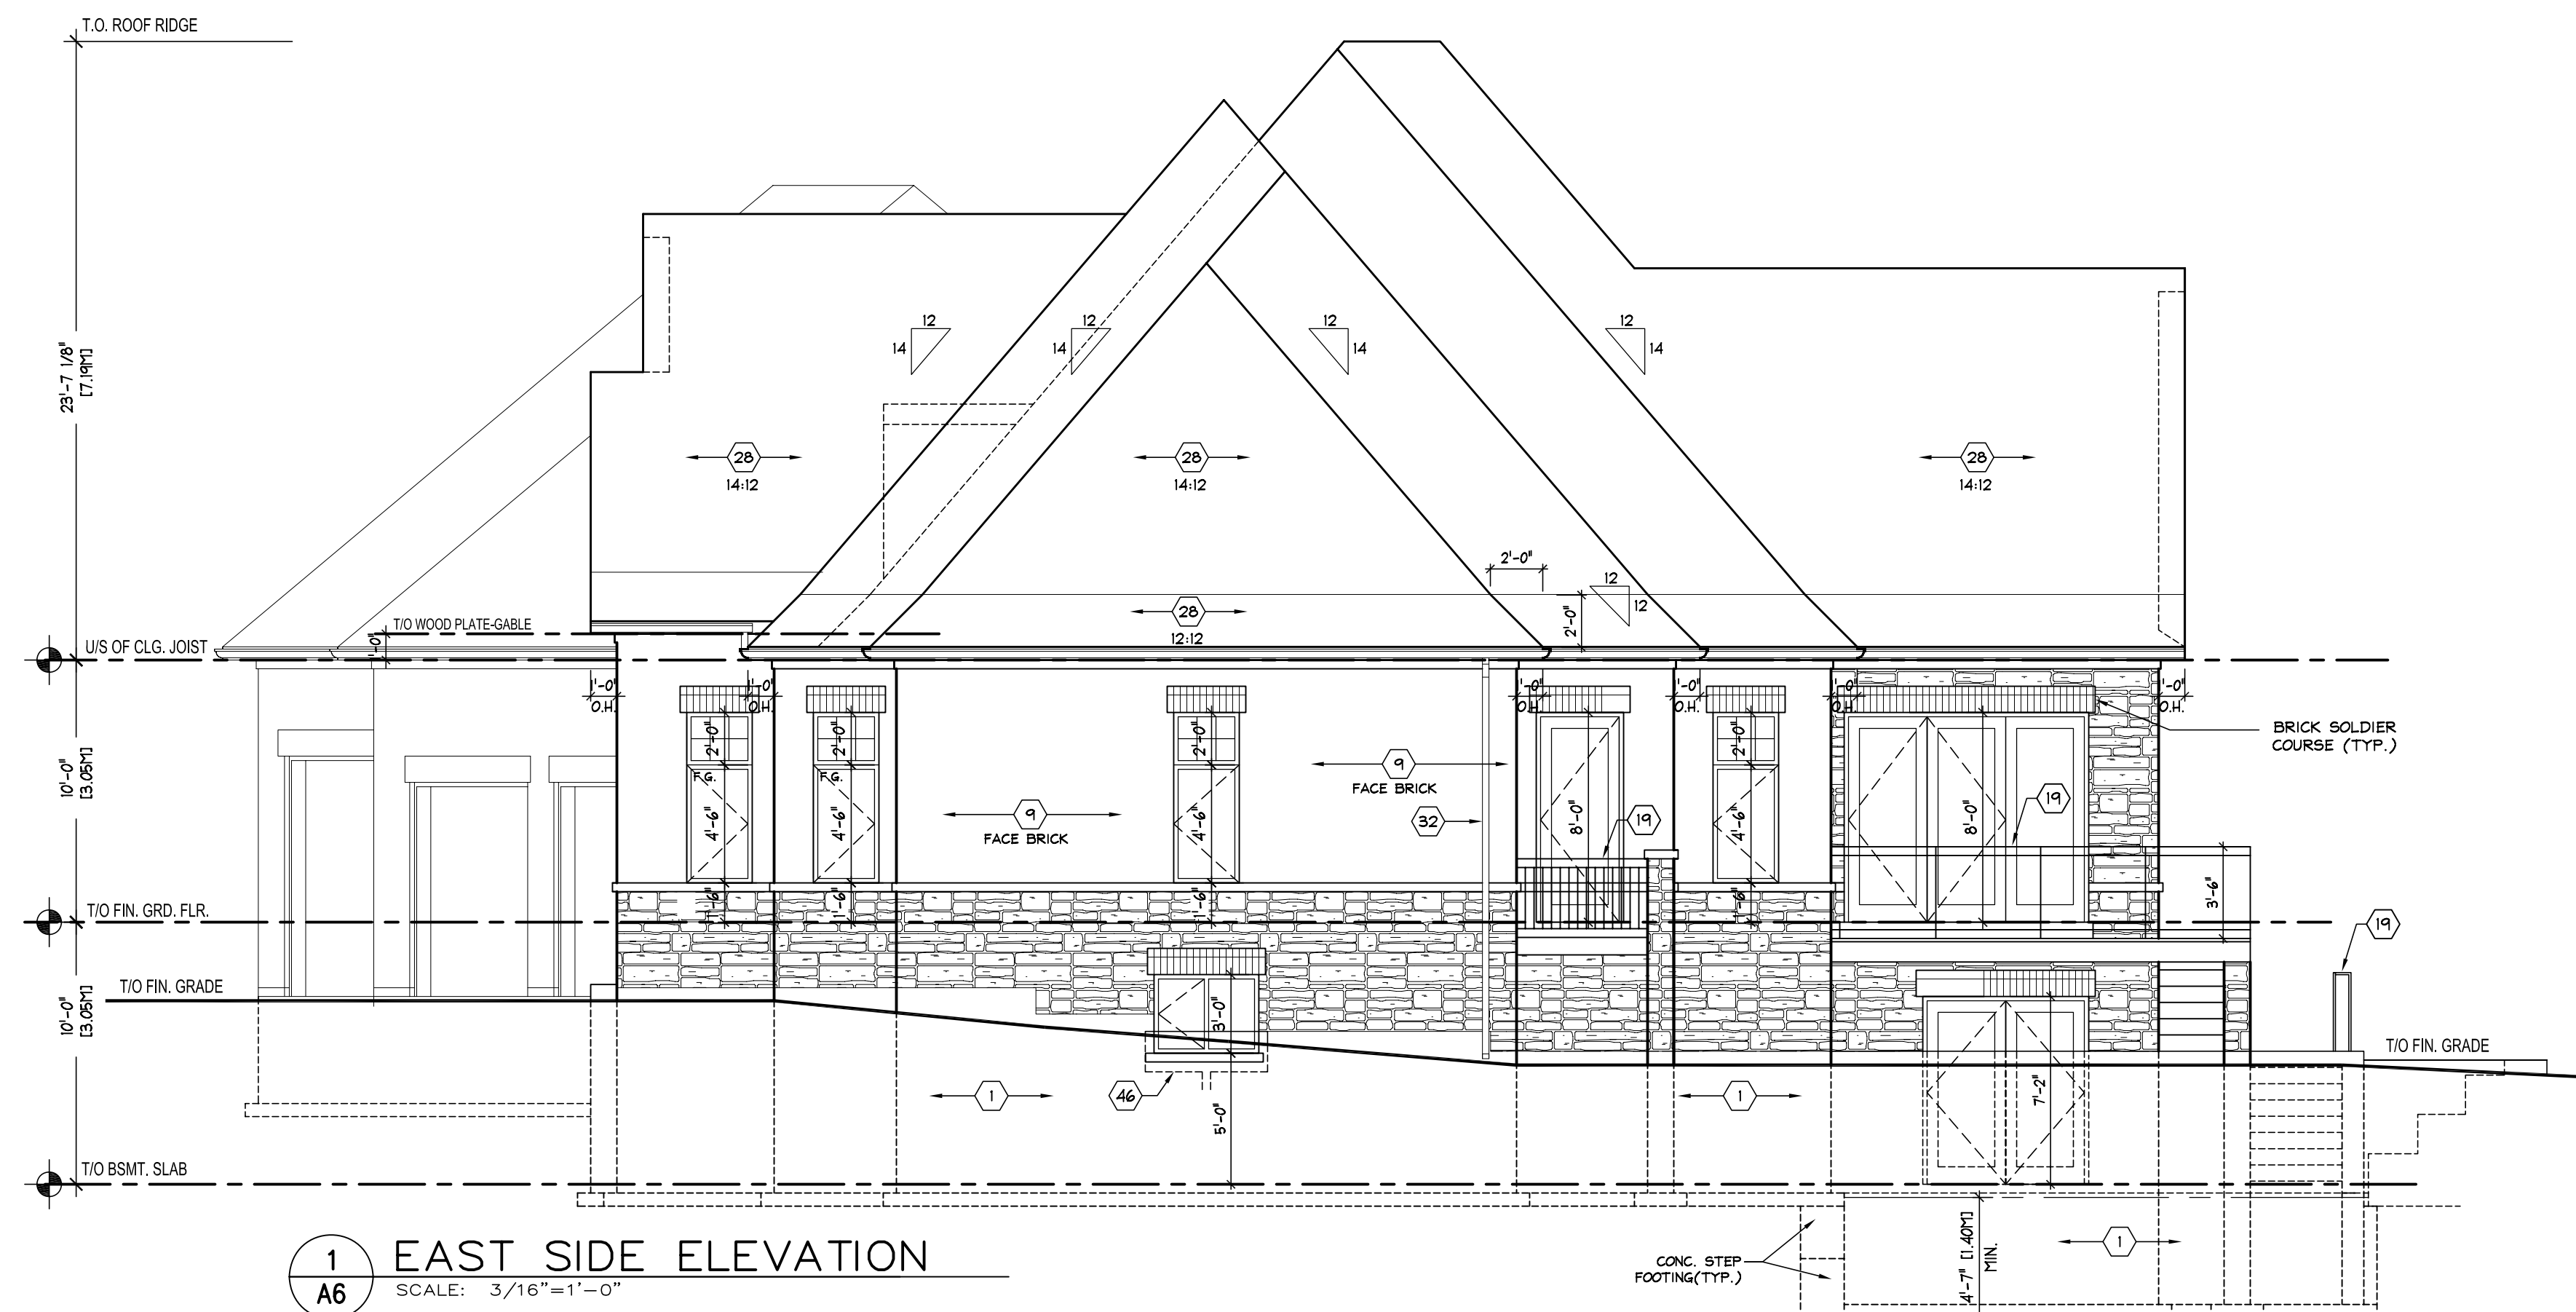 T.O. ROOF RIDGE
23'-7 1/8"
[7.19M]
12
14
12
14
12
14
12
14
28
14:12
28
14:12
28
14:12
2'-0"
12
12
2'-0"
28
12:12
T/O WOOD PLATE-GABLE
1'-0"
U/S OF CLG. JOIST
1'-0"
O.H.
1'-0"
O.H.
1'-0"
O.H.
1'-0"
O.H.
1'-0"
O.H.
1'-0"
O.H.
10'-0"
[3.05M]
2'-0"
F.G.
4'-6"
1'-6"
2'-0"
F.G.
4'-6"
1'-6"
2'-0"
4'-6"
1'-6"
9
FACE BRICK
9
FACE BRICK
32
8'-0"
19
2'-0"
4'-6"
1'-6"
8'-0"
19
BRICK SOLDIER
COURSE (TYP.)
3'-6"
19
T/O FIN. GRD. FLR.
T/O FIN. GRADE
10'-0"
[3.05M]
3'-0"
T/O FIN. GRADE
1
46
5'-0"
1
7'-2"
T/O BSMT. SLAB
4'-7" [1.40M]
MIN.
1
CONC. STEP
FOOTING(TYP.)
1
A6
EAST SIDE ELEVATION
SCALE: 3/16"=1'-0"